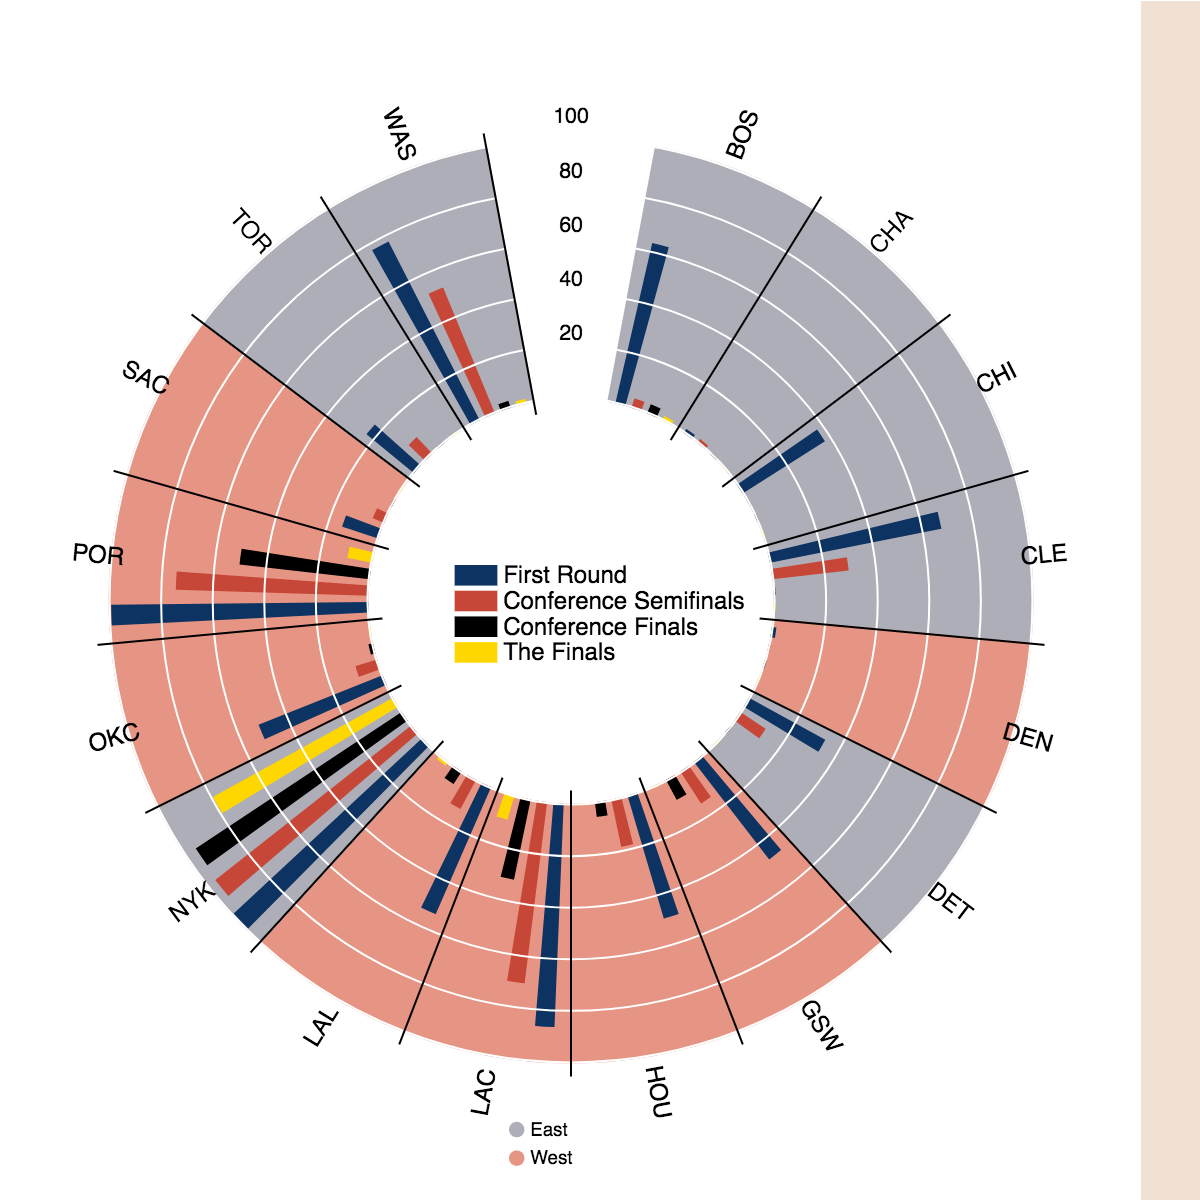 100
80
60
40
20
BOS
CHA
CHI
CLE
DEN
DET
GSW
HOU
LAC
LAL
NYK
OKC
POR
SAC
TOR
WAS
First Round
Conference Semifinals
Conference Finals
The Finals
East
West